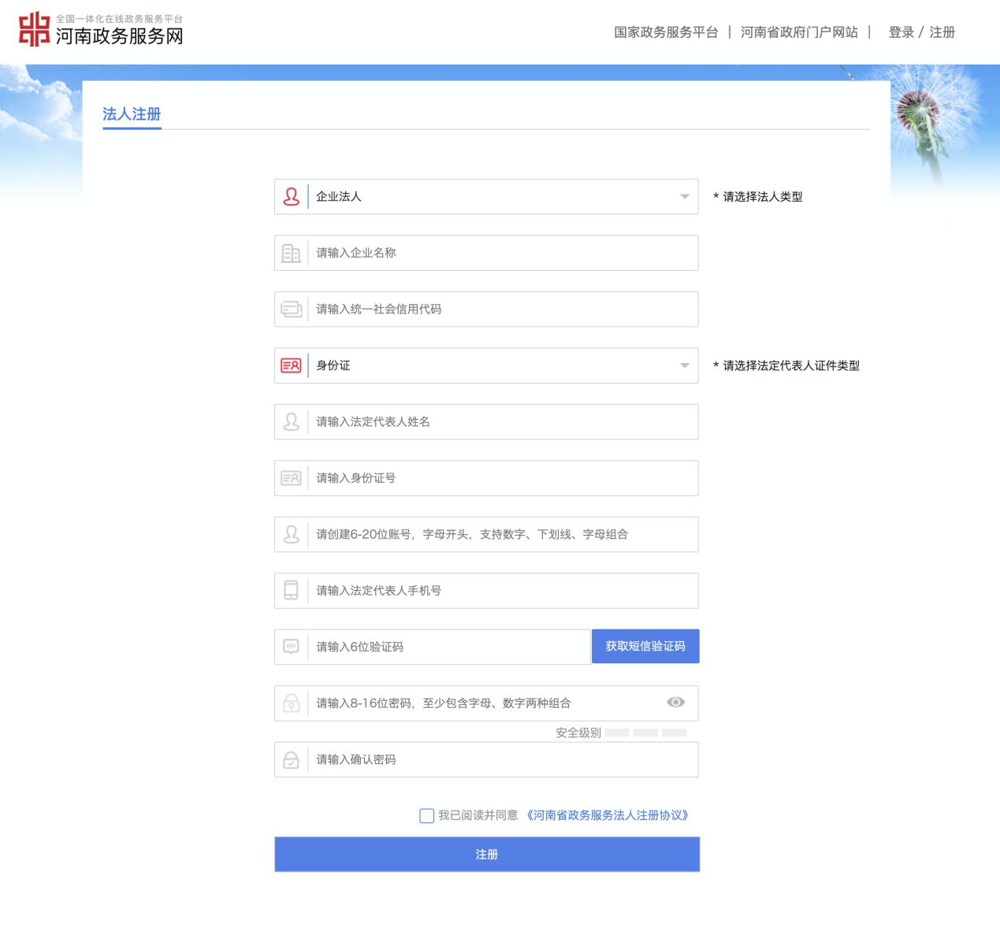 全国一体化在线政务服务平台
河南政务服务网
国家政务服务平台 | 河南省政府门户网站 | 登录 / 注册
法人注册
企业法人
* 请选择法人类型
请输入企业名称
请输入统一社会信用代码
身份证
* 请选择法定代表人证件类型
请输入法定代表人姓名
请输入身份证号
请创建6-20位账号，字母开头，支持数字、下划线、字母组合
请输入法定代表人手机号
请输入6位验证码
获取短信验证码
请输入8-16位密码，至少包含字母、数字两种组合
安全级别
请输入确认密码
我已阅读并同意 《河南省政务服务法人注册协议》
注册